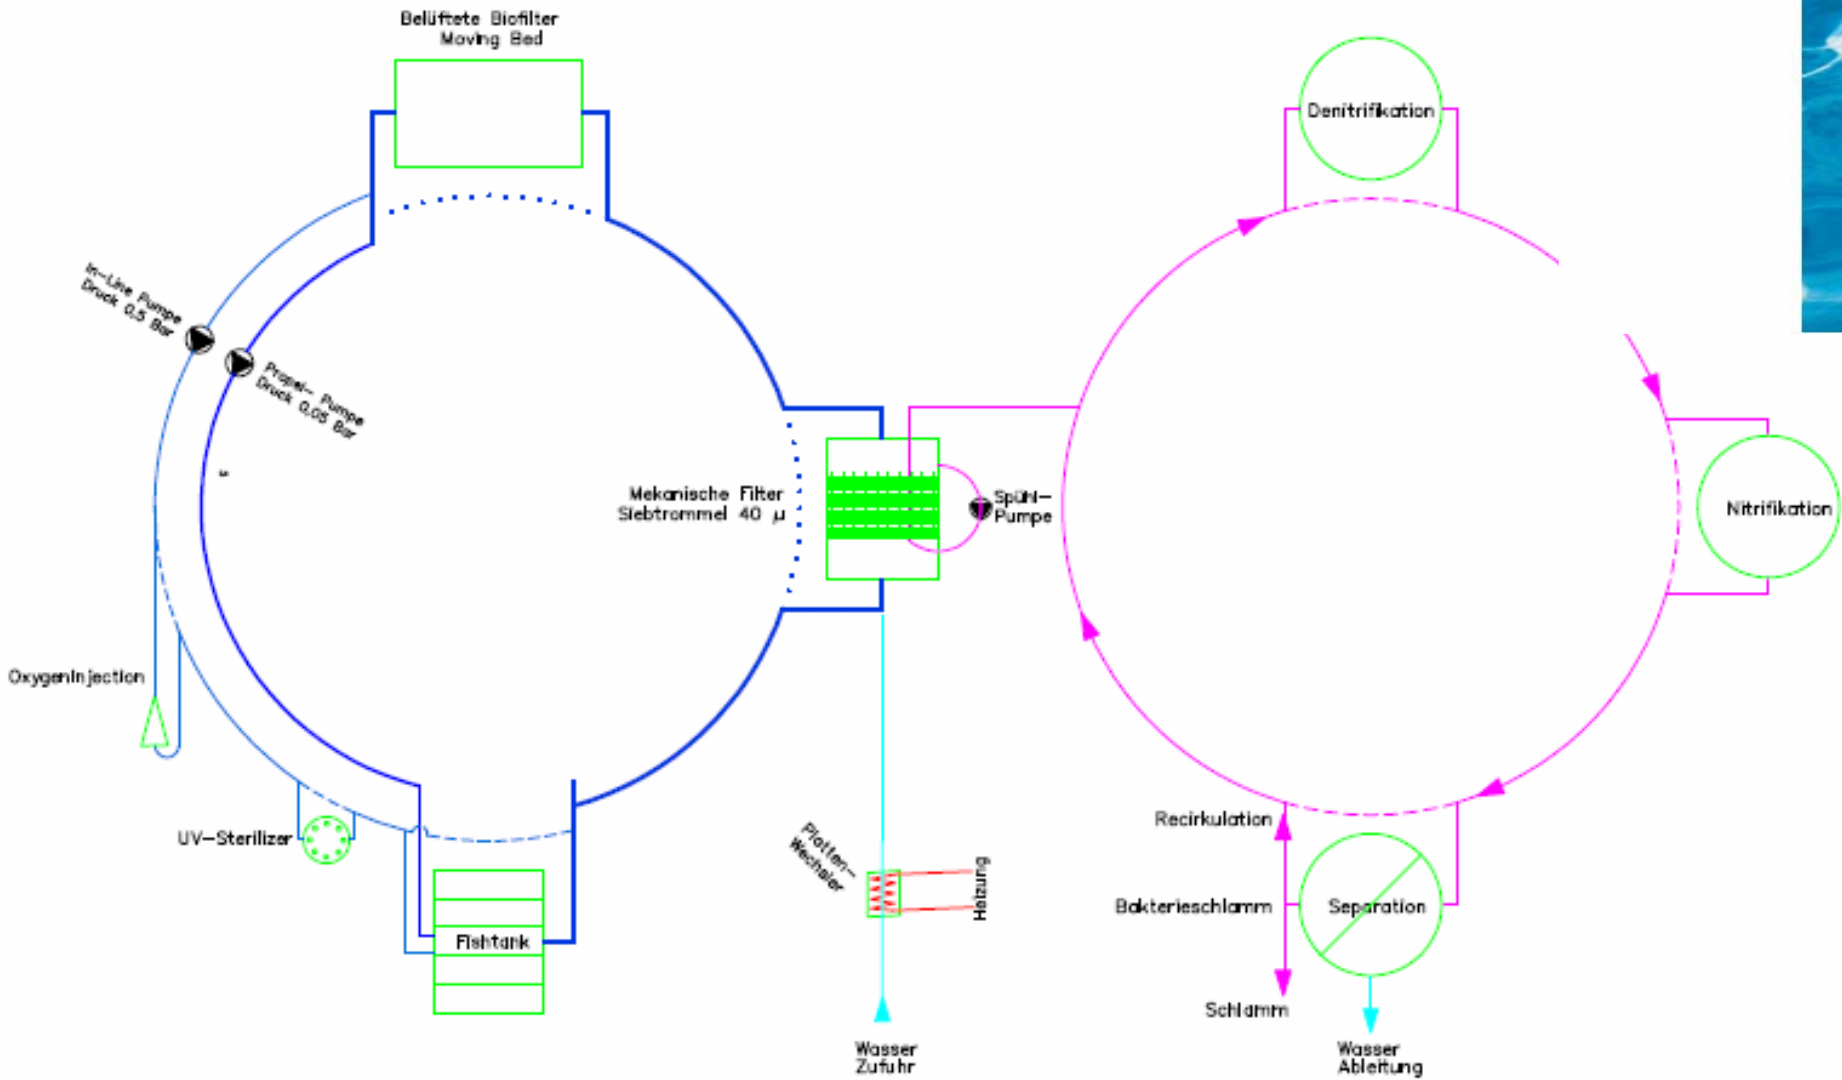 Belüftete Biofilter
Moving Bed
Denitrifikation
In-Line Pumpe
Druck 0,5 Bar
Propel- Pumpe
Druck 0,05 Bar
Mekanische Filter
Siebtrommel 40 µ
Spühl-
Pumpe
Nitrifikation
OxygenInjection
UV-Sterilizer
Fishtank
Platten-
Wechsler
Heizung
Recirkulation
Bakterieschlamm
Separation
Schlamm
Wasser
Zufuhr
Wasser
Ableitung